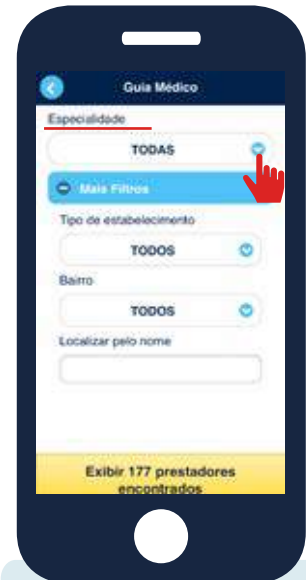 Guia Médico
Especialidade
TODAS
Mais Filtros
Tipo de estabelecimento
TODOS
Bairro
TODOS
Localizar pelo nome
Exibir 177 prestadores
encontrados